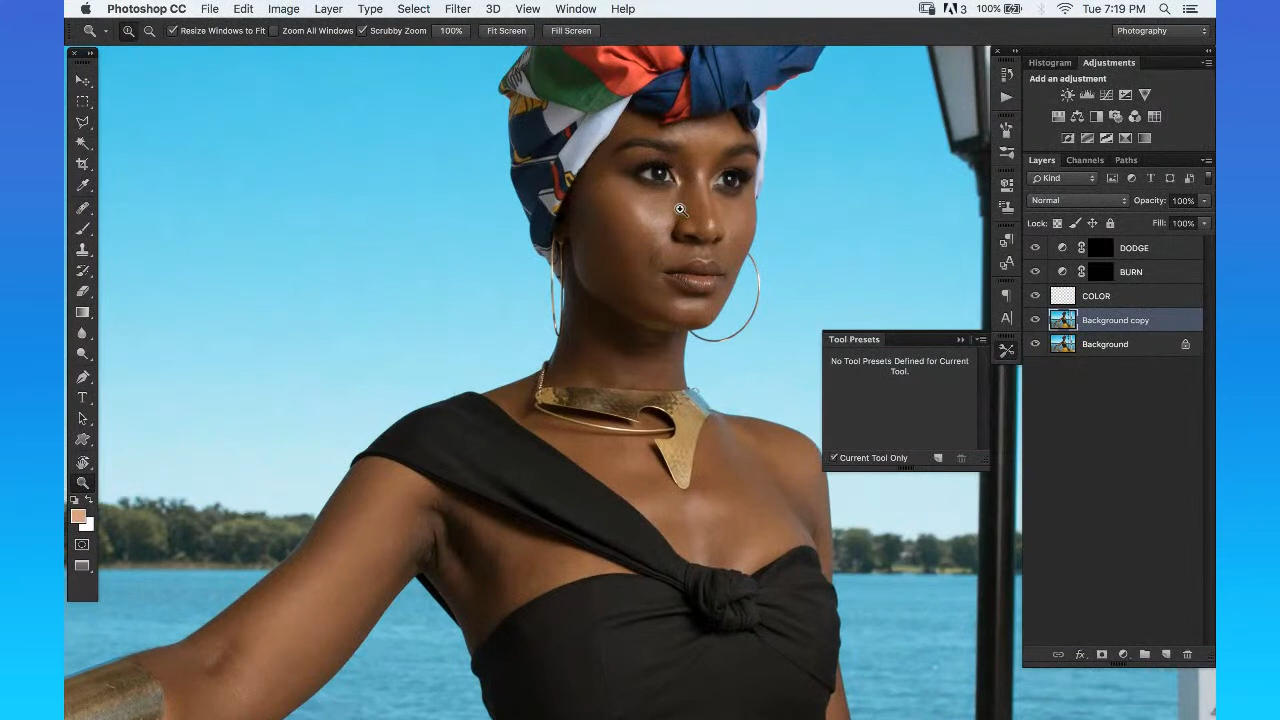 Photoshop CC File Edit Image Layer Type Select Filter 3D View Window Help 3 100% Tue 7:19 PM
Resize Windows to Fit Zoom All Windows Scrubby Zoom 100% Fit Screen Fill Screen Photography
Histogram Adjustments
Add an adjustment
Layers Channels Paths
Kind
Normal Opacity: 100%
Lock: Fill: 100%
DODGE
BURN
COLOR
Background copy
Background
Tool Presets
No Tool Presets Defined for Current
Tool.
Current Tool Only